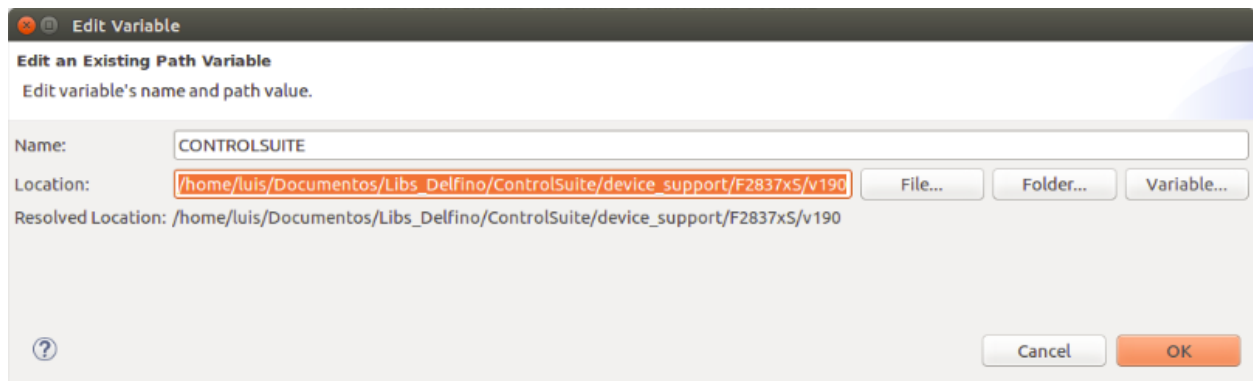 Edit Variable
Edit an Existing Path Variable
Edit variable's name and path value.
Name: CONTROLSUITE
Location: /home/luis/Documentos/Libs_Delfino/ControlSuite/device_support/F2837xS/v190 File... Folder... Variable...
Resolved Location: /home/luis/Documentos/Libs_Delfino/ControlSuite/device_support/F2837xS/v190
? Cancel OK